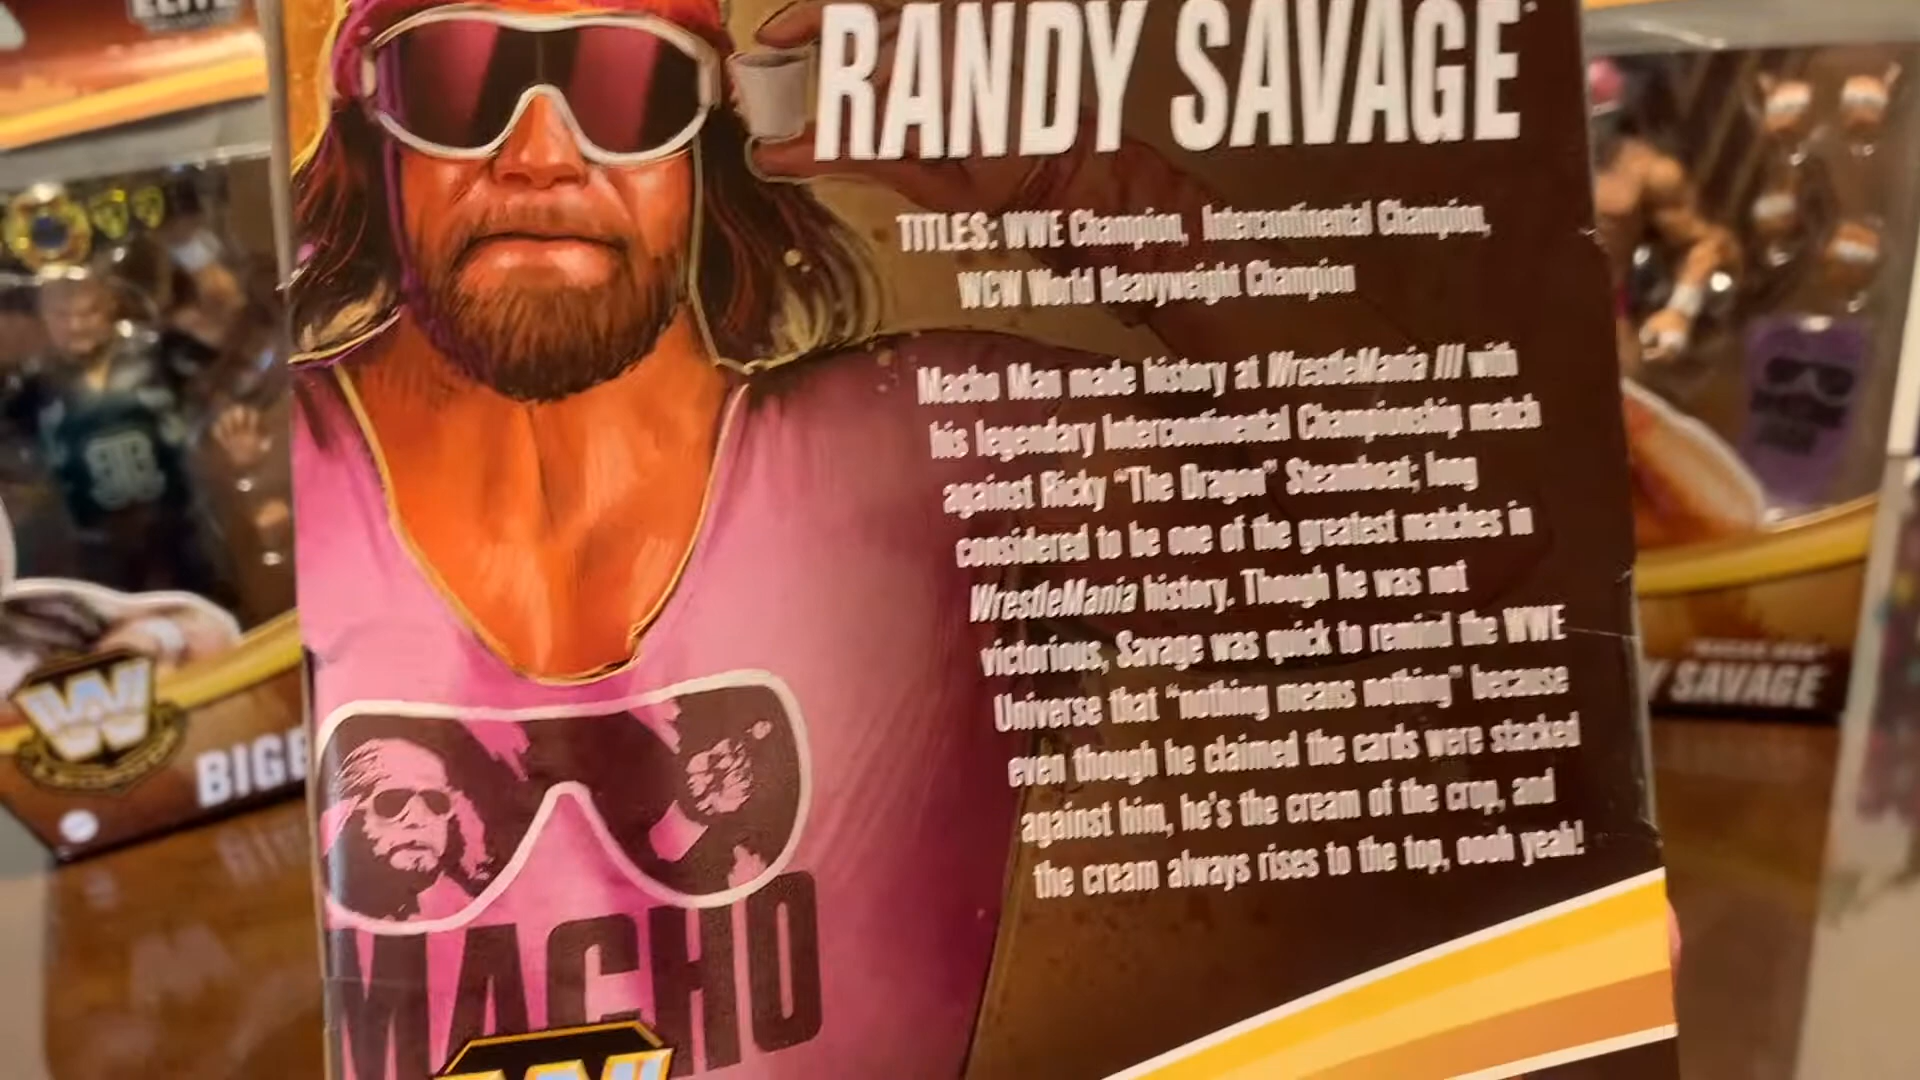 ELITE
RANDY SAVAGE
TITLES: WWE Champion, Intercontinental Champion,
WCW World Heavyweight Champion
Macho Man made history at WrestleMania III with
his legendary Intercontinental Championship match
against Ricky "The Dragon" Steamboat; long
considered to be one of the greatest matches in
WrestleMania history. Though he was not
victorious, Savage was quick to remind the WWE
Universe that "nothing means nothing" because
even though he claimed the cards were stacked
against him, he's the cream of the crop, and
the cream always rises to the top, oooh yeah!
MACHO
BIGE
Y SAVAGE